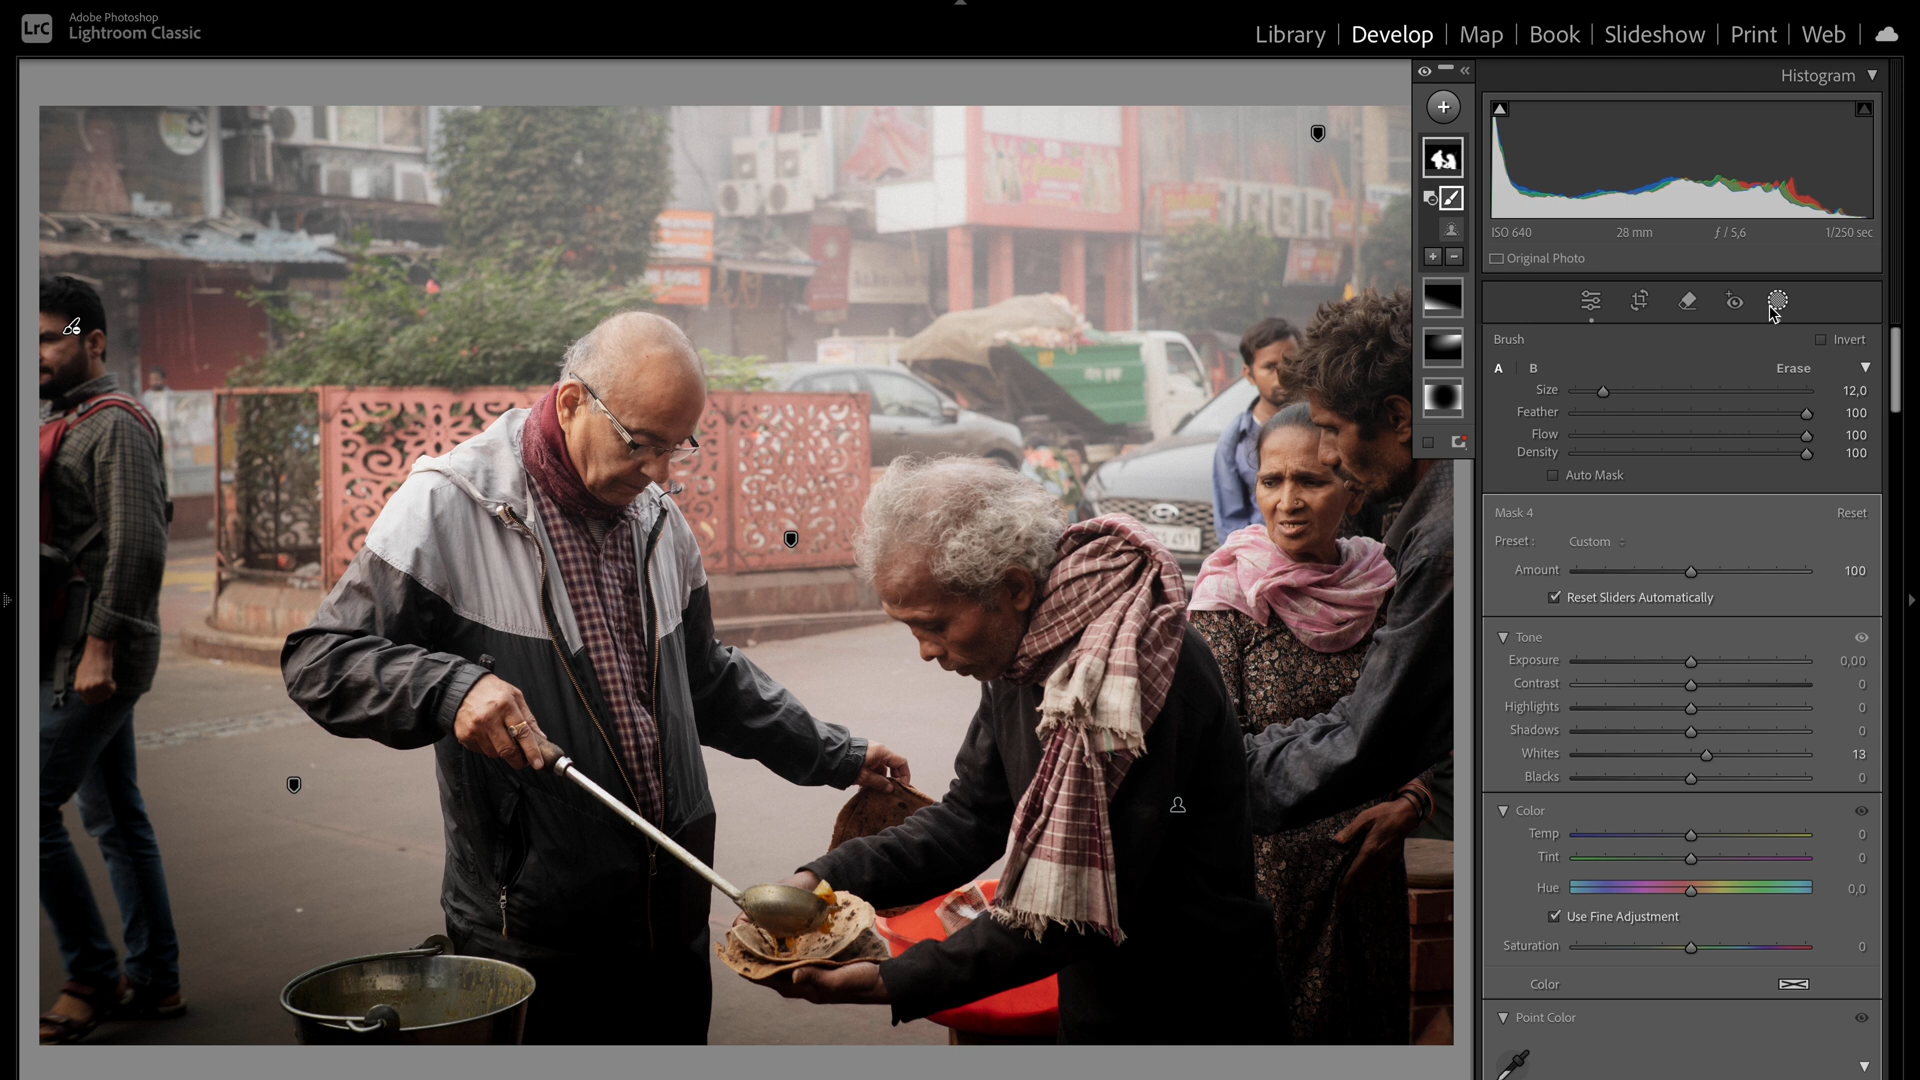 LrC
Adobe Photoshop
Lightroom Classic
Library | Develop | Map | Book | Slideshow | Print | Web
Histogram
ISO 640 28 mm ƒ / 5,6 1/250 sec
Original Photo
Brush Invert
A B Erase
Size 12,0
Feather 100
Flow 100
Density 100
Auto Mask
Mask 4 Reset
Preset : Custom
Amount 100
Reset Sliders Automatically
Tone
Exposure 0,00
Contrast 0
Highlights 0
Shadows 0
Whites 13
Blacks 0
Color
Temp 0
Tint 0
Hue 0,0
Use Fine Adjustment
Saturation 0
Color
Point Color